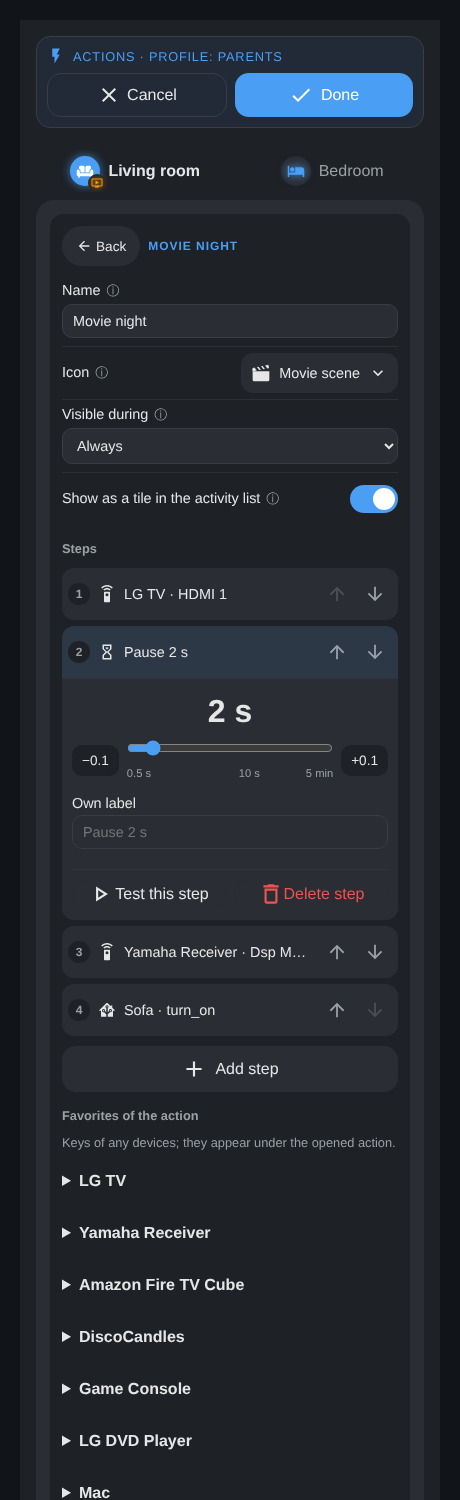 ACTIONS · PROFILE: PARENTS
Cancel
Done
Living room
Bedroom
Back
MOVIE NIGHT
Name
Movie night
Icon
Movie scene
Visible during
Always
Show as a tile in the activity list
Steps
1 LG TV · HDMI 1
2 Pause 2 s
2 s
−0.1
+0.1
0.5 s 10 s 5 min
Own label
Pause 2 s
Test this step
Delete step
3 Yamaha Receiver · Dsp M…
4 Sofa · turn_on
Add step
Favorites of the action
Keys of any devices; they appear under the opened action.
LG TV
Yamaha Receiver
Amazon Fire TV Cube
DiscoCandles
Game Console
LG DVD Player
Mac